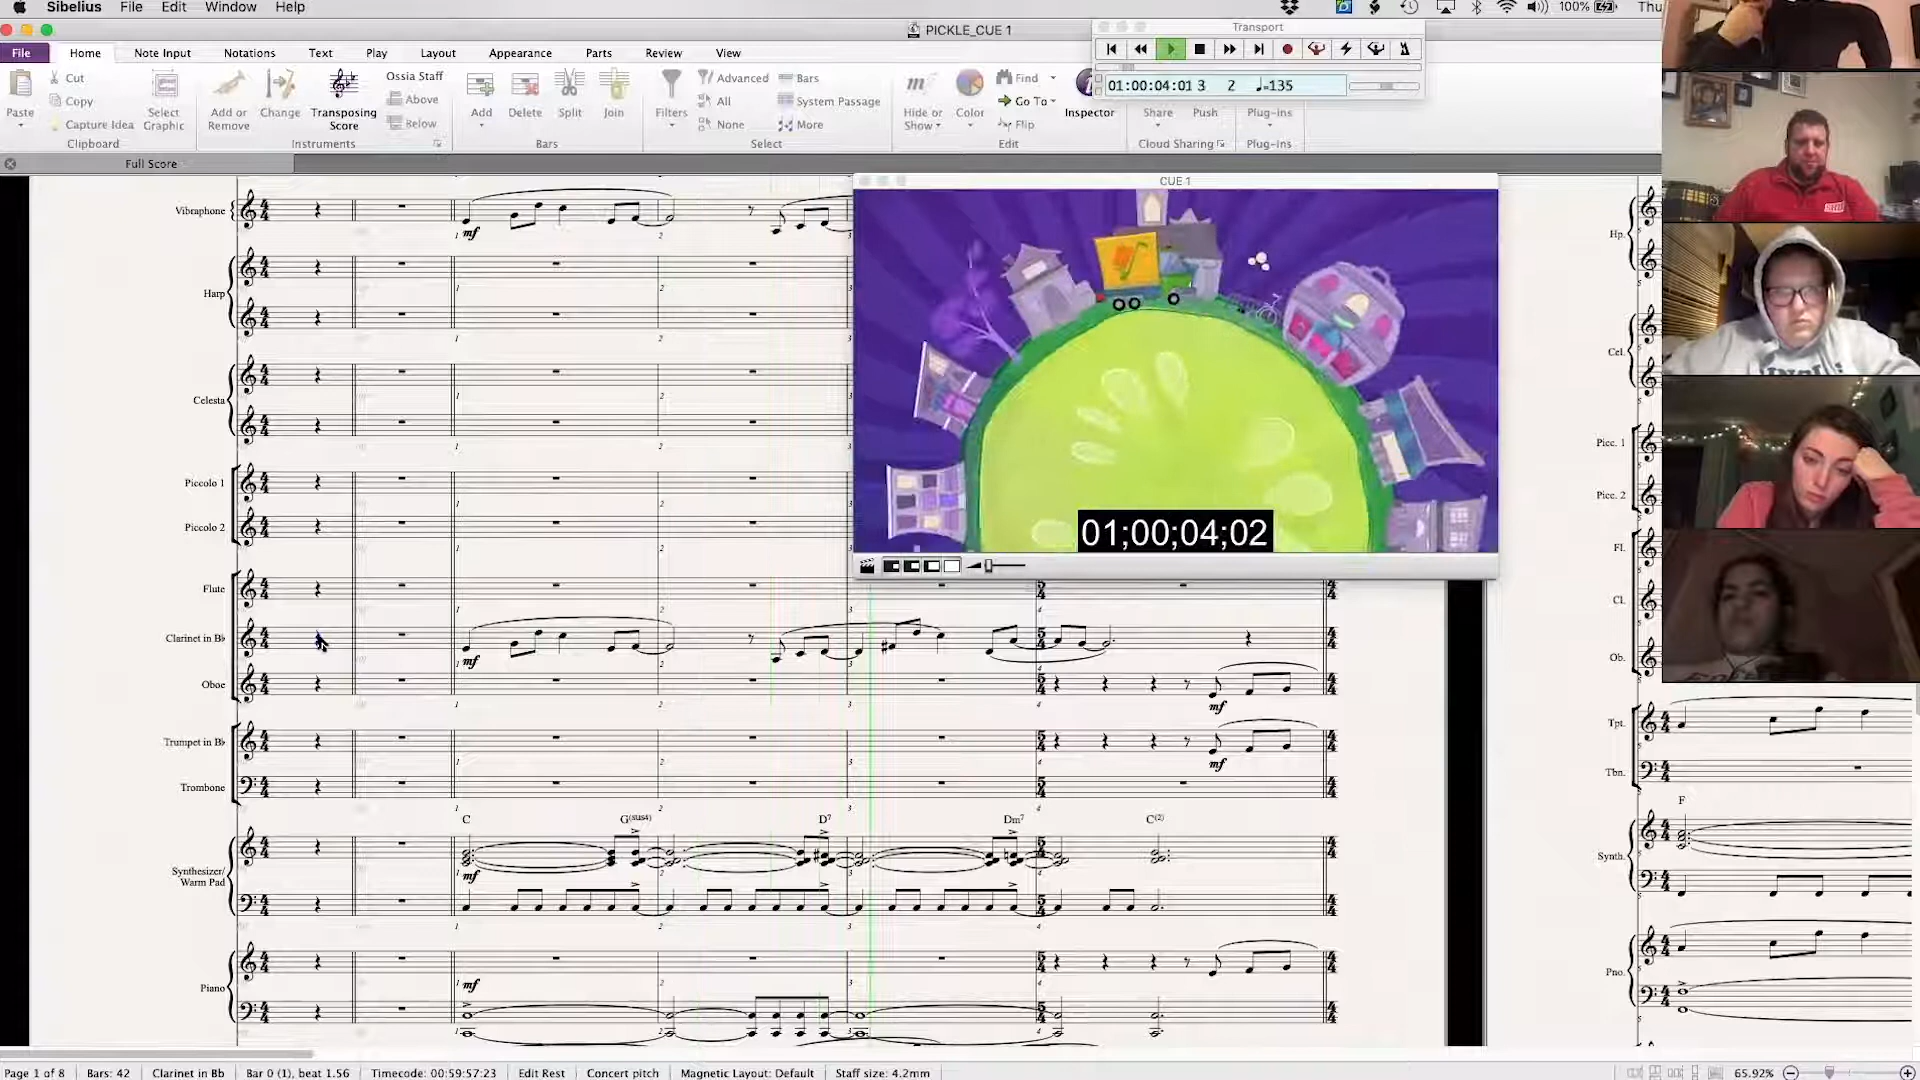 Sibelius File Edit Window Help 100% Thu
PICKLE_CUE 1
Transport
File Home Note Input Notations Text Play Layout Appearance Parts Review View
01:00:04:01 3 2 ♩=135
Paste Cut Copy Capture Idea Select Graphic
Clipboard
Add or Remove Change Transposing Score Ossia Staff Above Below
Instruments
Add Delete Split Join
Bars
Filters Advanced All None Bars System Passage More
Select
Hide or Show Color Find Go To Flip Inspector
Edit
Share Push Plug-ins
Cloud Sharing Plug-ins
Full Score
CUE 1
01;00;04;02
Vibraphone
mf
Harp
Celesta
Piccolo 1
Piccolo 2
Flute
Clarinet in Bb
mf
Oboe
mf
Trumpet in Bb
mf
Trombone
C G(sus4) D7 Dm7 C(2)
Synthesizer/
Warm Pad
mf
Piano
mf
Hp.
Cel.
Picc. 1
Picc. 2
Fl.
Cl.
Ob.
Tpt.
Tbn.
F
Synth.
Pno.
Page 1 of 8 Bars: 42 Clarinet in Bb Bar 0 (1), beat 1.56 Timecode: 00:59:57:23 Edit Rest Concert pitch Magnetic Layout: Default Staff size: 4.2mm 65.92%